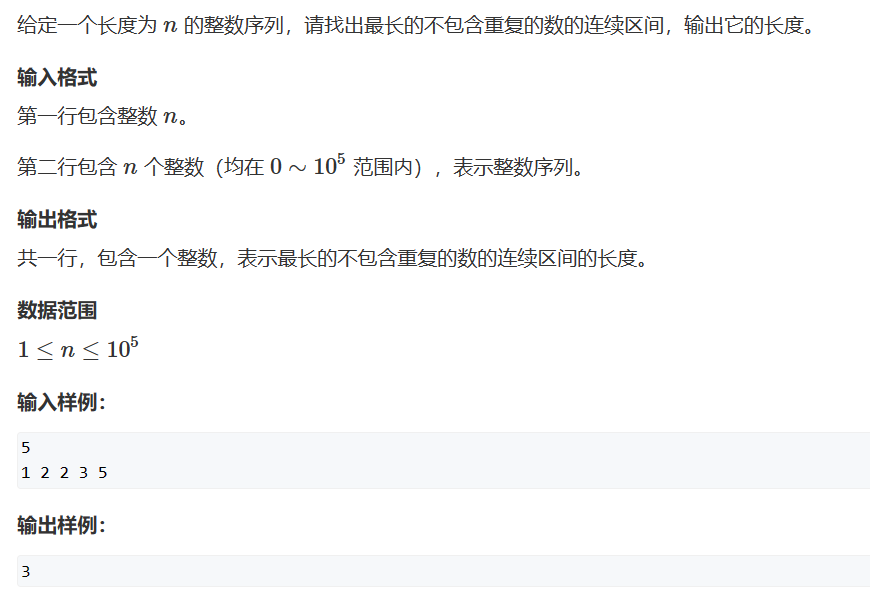 给定一个长度为 n 的整数序列，请找出最长的不包含重复的数的连续区间，输出它的长度。
输入格式
第一行包含整数 n。
第二行包含 n 个整数（均在 0 ∼ 10^5 范围内），表示整数序列。
输出格式
共一行，包含一个整数，表示最长的不包含重复的数的连续区间的长度。
数据范围
1 ≤ n ≤ 10^5
输入样例：
5
1 2 2 3 5
输出样例：
3